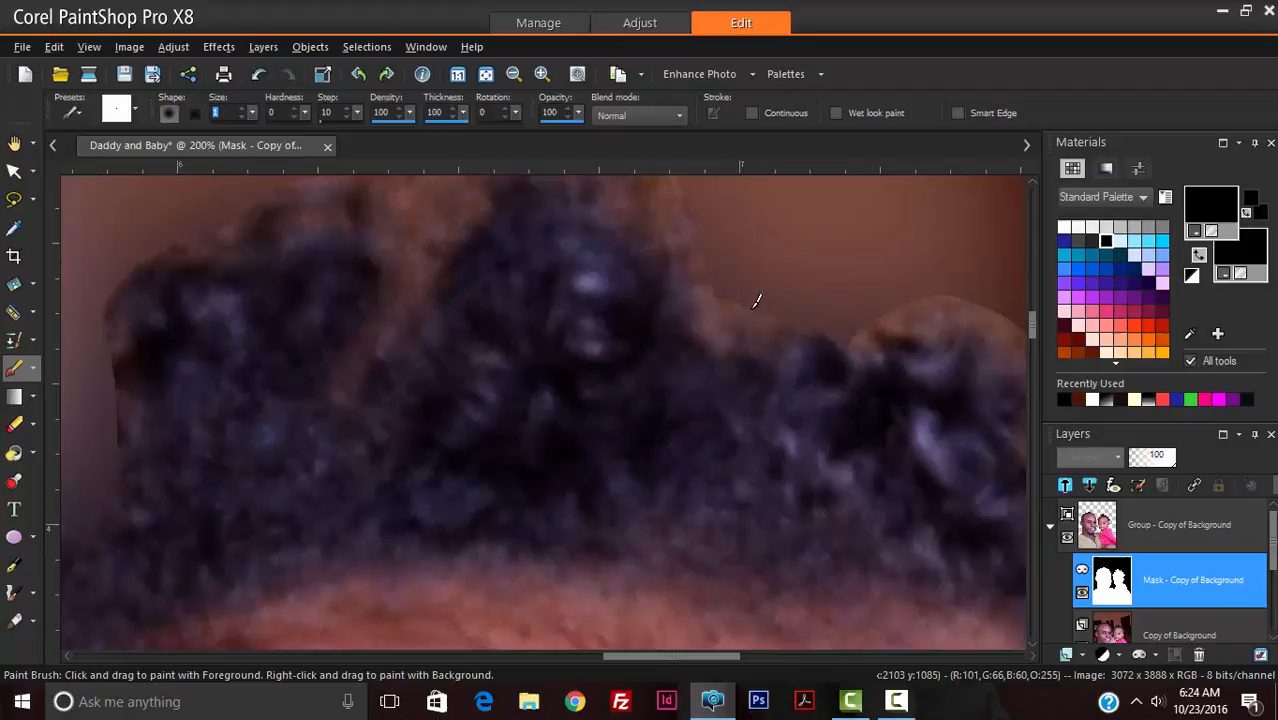 Corel PaintShop Pro X8
Manage
Adjust
Edit
File Edit View Image Adjust Effects Layers Objects Selections Window Help
Enhance Photo
Palettes
Presets:
Shape:
Size:
Hardness:
Step:
Density:
Thickness:
Rotation:
Opacity:
Blend mode:
Stroke:
0
10
100
100
0
100
Normal
Continuous
Wet look paint
Smart Edge
Daddy and Baby* @ 200% (Mask - Copy of...
6
7
4
Materials
Standard Palette
All tools
Recently Used
Layers
100
Group - Copy of Background
Mask - Copy of Background
Copy of Background
Paint Brush: Click and drag to paint with Foreground. Right-click and drag to paint with Background.
(2103 y:1085) - (R:101,G:66,B:60,O:255) -- Image: 3072 x 3888 x RGB - 8 bits/channel
Ask me anything
6:24 AM
10/23/2016